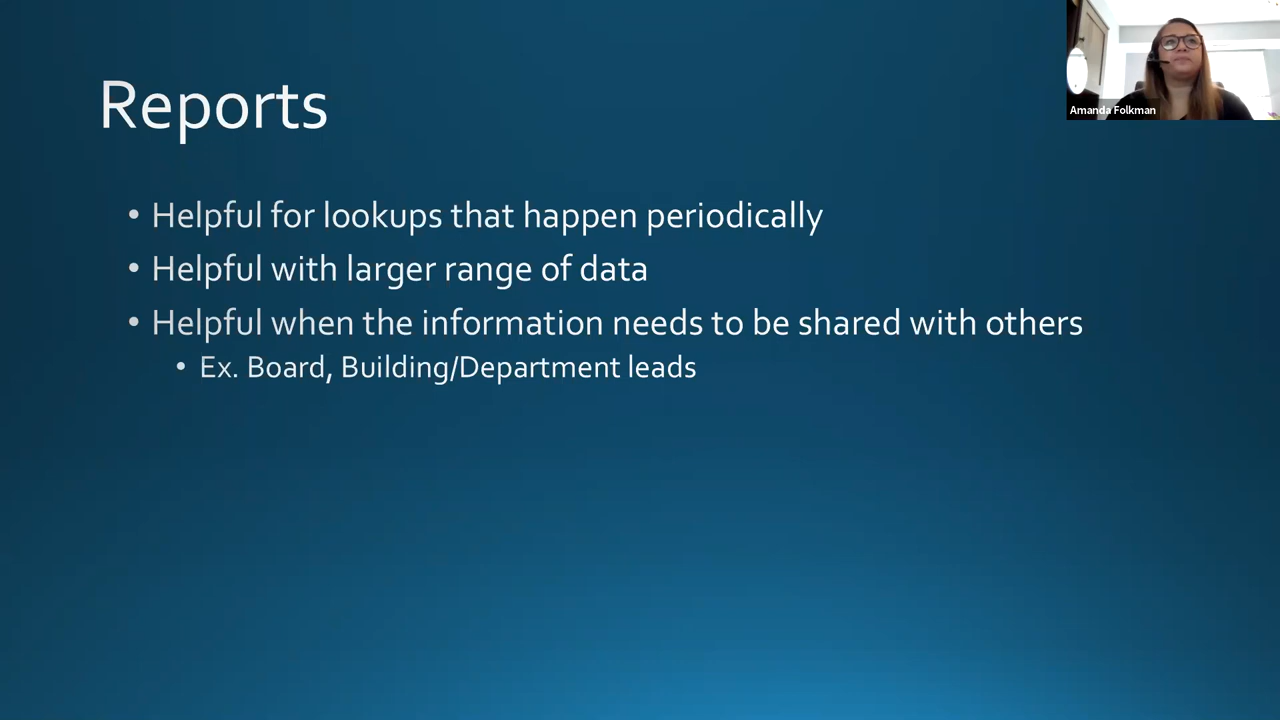 Reports
• Helpful for lookups that happen periodically
• Helpful with larger range of data
• Helpful when the information needs to be shared with others
• Ex. Board, Building/Department leads
Amanda Folkman